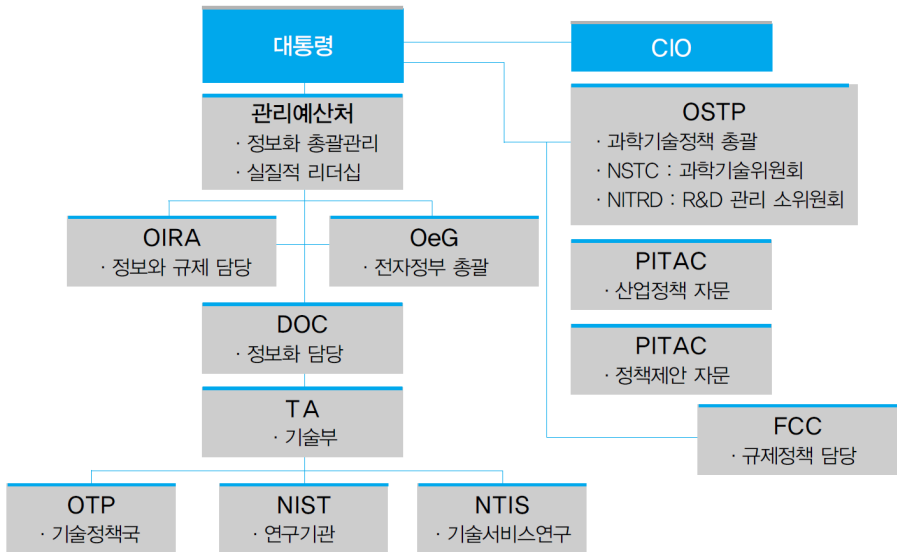 대통령
CIO
관리예산처
· 정보화 총괄관리
· 실질적 리더십
OSTP
· 과학기술정책 총괄
· NSTC : 과학기술위원회
· NITRD : R&D 관리 소위원회
OIRA
· 정보와 규제 담당
OeG
· 전자정부 총괄
PITAC
· 산업정책 자문
DOC
· 정보화 담당
PITAC
· 정책제안 자문
TA
· 기술부
FCC
· 규제정책 담당
OTP
· 기술정책국
NIST
· 연구기관
NTIS
· 기술서비스연구